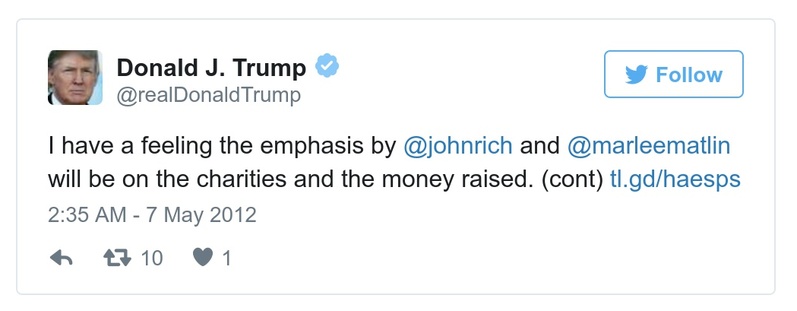 Donald J. Trump
@realDonaldTrump
Follow
I have a feeling the emphasis by @johnrich and @marleematlin
will be on the charities and the money raised. (cont) tl.gd/haesps
2:35 AM - 7 May 2012
10 1